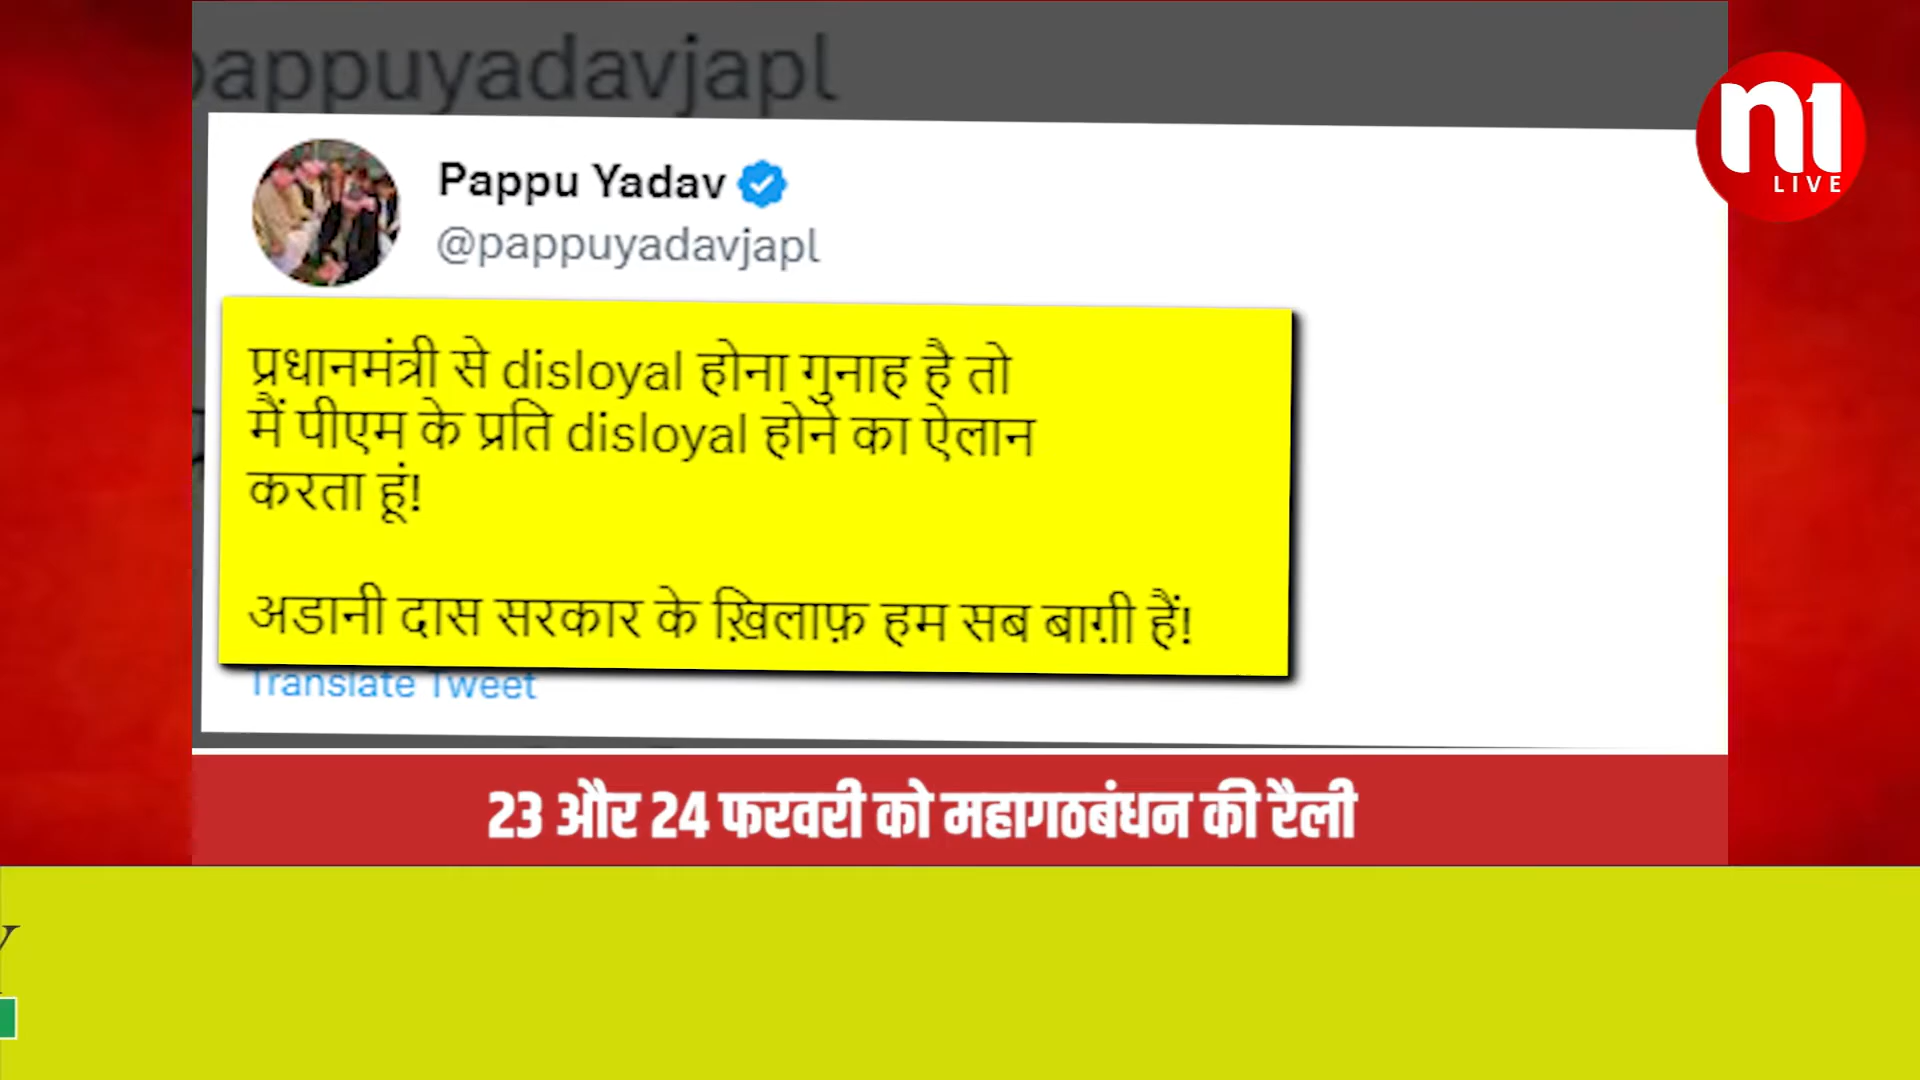 pappuyadavjapl
n1
LIVE
Pappu Yadav
@pappuyadavjapl
प्रधानमंत्री से disloyal होना गुनाह है तो
मैं पीएम के प्रति disloyal होने का ऐलान
करता हूं!
अडानी दास सरकार के ख़िलाफ़ हम सब बाग़ी हैं!
Translate Tweet
23 और 24 फरवरी को महागठबंधन की रैली